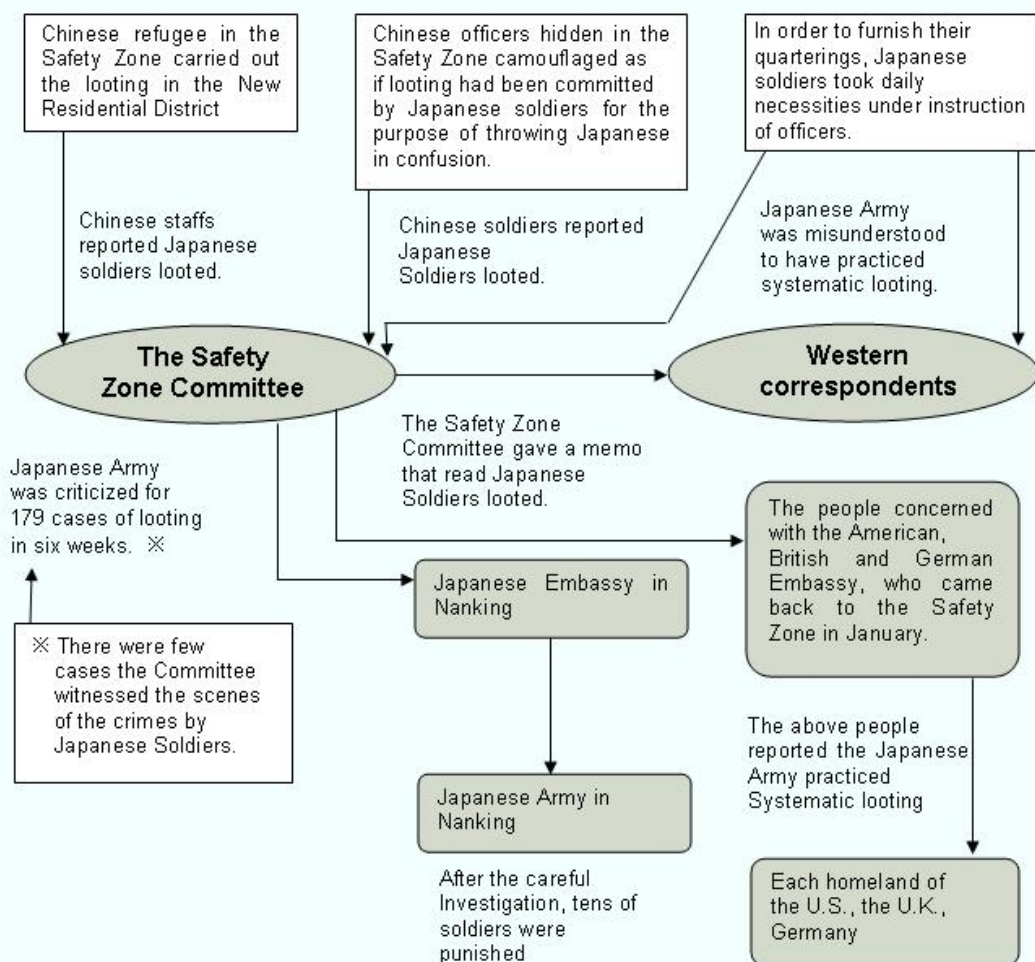 Chinese refugee in the
Safety Zone carried out
the looting in the New
Residential District
Chinese officers hidden in the
Safety Zone camouflaged as
if looting had been committed
by Japanese soldiers for the
purpose of throwing Japanese
in confusion.
In order to furnish their
quarterings, Japanese
soldiers took daily
necessities under instruction
of officers.
Chinese staffs
reported Japanese
soldiers looted.
Chinese soldiers reported
Japanese
Soldiers looted.
Japanese Army
was misunderstood
to have practiced
systematic looting.
The Safety
Zone Committee
Western
correspondents
The Safety Zone
Committee gave a memo
that read Japanese
Soldiers looted.
Japanese Army
was criticized for
179 cases of looting
in six weeks. ※
The people concerned
with the American,
British and German
Embassy, who came
back to the Safety
Zone in January.
Japanese Embassy in
Nanking
※ There were few
cases the Committee
witnessed the scenes
of the crimes by
Japanese Soldiers.
The above people
reported the Japanese
Army practiced
Systematic looting
Japanese Army in
Nanking
After the careful
Investigation, tens of
soldiers were
punished
Each homeland of
the U.S., the U.K.,
Germany